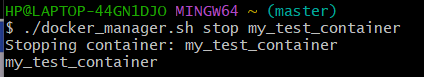 HP@LAPTOP-44GN1DJO MINGW64 ~ (master)
$ ./docker_manager.sh stop my_test_container
Stopping container: my_test_container
my_test_container